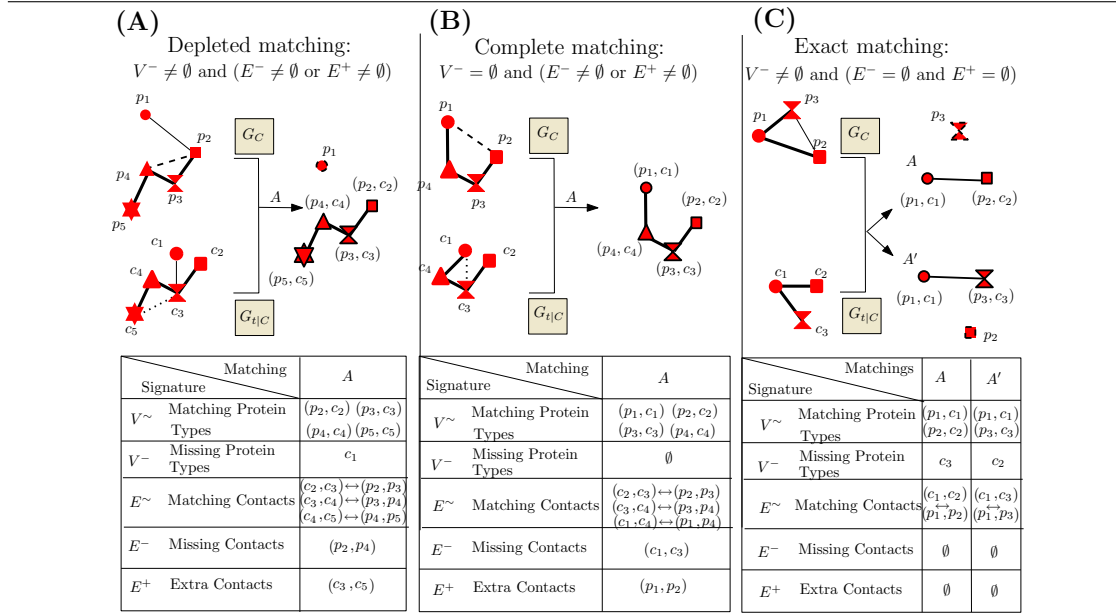 (A)
Depleted matching:
V⁻ ≠ ∅ and (E⁻ ≠ ∅ or E⁺ ≠ ∅)
p₁
p₂
G_C
p₄
p₃
p₅
p₁
A
(p₄, c₄)
(p₂, c₂)
(p₃, c₃)
(p₅, c₅)
c₁
c₂
c₄
c₃
c₅
G_{t|C}
Matching
Signature
A
V~ Matching Protein Types
(p₂, c₂) (p₃, c₃)
(p₄, c₄) (p₅, c₅)
V⁻ Missing Protein Types
c₁
E~ Matching Contacts
(c₂, c₃)↔(p₂, p₃)
(c₃, c₄)↔(p₃, p₄)
(c₄, c₅)↔(p₄, p₅)
E⁻ Missing Contacts
(p₂, p₄)
E⁺ Extra Contacts
(c₃, c₅)
(B)
Complete matching:
V⁻ = ∅ and (E⁻ ≠ ∅ or E⁺ ≠ ∅)
p₁
p₂
G_C
p₄
p₃
A
(p₁, c₁)
(p₂, c₂)
(p₄, c₄)
(p₃, c₃)
c₁
c₂
c₄
c₃
G_{t|C}
Matching
Signature
A
V~ Matching Protein Types
(p₁, c₁) (p₂, c₂)
(p₃, c₃) (p₄, c₄)
V⁻ Missing Protein Types
∅
E~ Matching Contacts
(c₂, c₃)↔(p₂, p₃)
(c₃, c₄)↔(p₃, p₄)
(c₁, c₄)↔(p₁, p₄)
E⁻ Missing Contacts
(c₁, c₃)
E⁺ Extra Contacts
(p₁, p₂)
(C)
Exact matching:
V⁻ ≠ ∅ and (E⁻ = ∅ and E⁺ = ∅)
p₃
p₁
p₂
G_C
p₃
A
(p₁, c₁)
(p₂, c₂)
A′
(p₁, c₁)
(p₃, c₃)
c₁
c₂
c₃
G_{t|C}
p₂
Matchings
Signature
A
A′
V~ Matching Protein Types
(p₁, c₁) (p₁, c₁)
(p₂, c₂) (p₃, c₃)
V⁻ Missing Protein Types
c₃ c₂
E~ Matching Contacts
(c₁, c₂) (c₁, c₃)
↔ ↔
(p₁, p₂) (p₁, p₃)
E⁻ Missing Contacts
∅ ∅
E⁺ Extra Contacts
∅ ∅